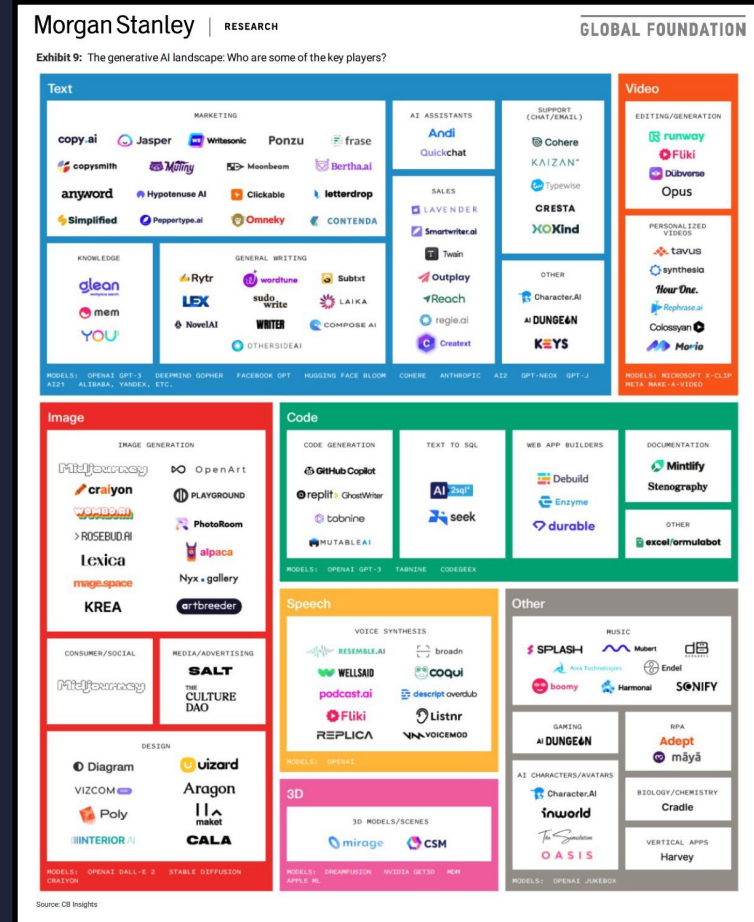 Morgan Stanley | RESEARCH
GLOBAL FOUNDATION
Exhibit 9: The generative AI landscape: Who are some of the key players?
Text
MARKETING
copy.ai Jasper Writesonic Ponzu frase
copysmith Mutiny Moonbeam Bertha.ai
anyword Hypotenuse AI Clickable letterdrop
Simplified Peppertype.ai Omneky CONTENDA
KNOWLEDGE
glean
mem
YOU
GENERAL WRITING
Rytr wordtune Subtxt
LEX sudowrite LAIKA
NovelAI WRITER COMPOSE AI
OTHERSIDEAI
AI ASSISTANTS
Andi
Quickchat
SALES
LAVENDER
Smartwriter.ai
Twain
Outplay
Reach
regie.ai
Creatext
SUPPORT
(CHAT/EMAIL)
Cohere
KAIZAN
Typewise
CRESTA
XOKind
OTHER
Character.AI
AI DUNGEON
KEYS
MODELS: OPENAI GPT-3 DEEPMIND GOPHER FACEBOOK OPT HUGGING FACE BLOOM COHERE ANTHROPIC AI2 GPT-NEOX GPT-J
AI21 ALIBABA, YANDEX, ETC.
Video
EDITING/GENERATION
runway
Fliki
Dübverse
Opus
PERSONALIZED
VIDEOS
tavus
synthesia
Hour One.
Rephrase.ai
Colossyan
Movio
MODELS: MICROSOFT X-CLIP
META MAKE-A-VIDEO
Image
IMAGE GENERATION
Midjourney OpenArt
craiyon PLAYGROUND
WOMBO.AI PhotoRoom
ROSEBUD.AI alpaca
Lexica Nyx.gallery
mage.space artbreeder
KREA
CONSUMER/SOCIAL
Midjourney
MEDIA/ADVERTISING
SALT
THE
CULTURE
DAO
DESIGN
Diagram uizard
VIZCOM Aragon
Poly maket
INTERIOR AI CALA
MODELS: OPENAI DALL-E 2 STABLE DIFFUSION
CRAIYON
Code
CODE GENERATION
GitHub Copilot
replit GhostWriter
tabnine
MUTABLEAI
TEXT TO SQL
AI 2sql
seek
WEB APP BUILDERS
Debuild
Enzyme
durable
DOCUMENTATION
Mintlify
Stenography
OTHER
excelformulabot
MODELS: OPENAI GPT-3 TABNINE CODEGEEX
Speech
VOICE SYNTHESIS
RESEMBLE.AI broadn
WELLSAID coqui
podcast.ai descript overdub
Fliki Listnr
REPLICA VOICEMOD
MODELS: OPENAI
3D
3D MODELS/SCENES
mirage CSM
MODELS: DREAMFUSION NVIDIA GET3D MDM
APPLE ML
Other
MUSIC
SPLASH Mubert dB
Aiva Technologies Endel
boomy Harmonai SONIFY
GAMING
AI DUNGEON
RPA
Adept
māyā
AI CHARACTERS/AVATARS
Character.AI
inworld
The Simulation
OASIS
BIOLOGY/CHEMISTRY
Cradle
VERTICAL APPS
Harvey
MODELS: OPENAI JUKEBOX
Source: CB Insights